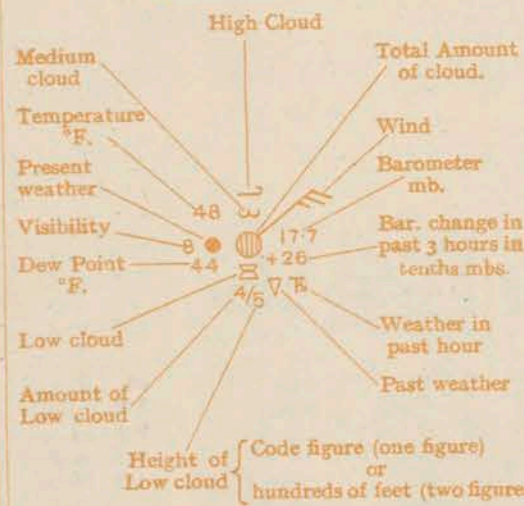 High Cloud
Medium
cloud
Total Amount
of cloud.
Temperature
°F.
Wind
Present
weather
Barometer
mb.
48
Visibility
8
17·7
Bar. change in
past 3 hours in
tenths mbs.
+26
Dew Point
°F.
44
4/5
Low cloud
Weather in
past hour
Amount of
Low cloud
Past weather
Height of
Low cloud
Code figure (one figure)
or
hundreds of feet (two figure